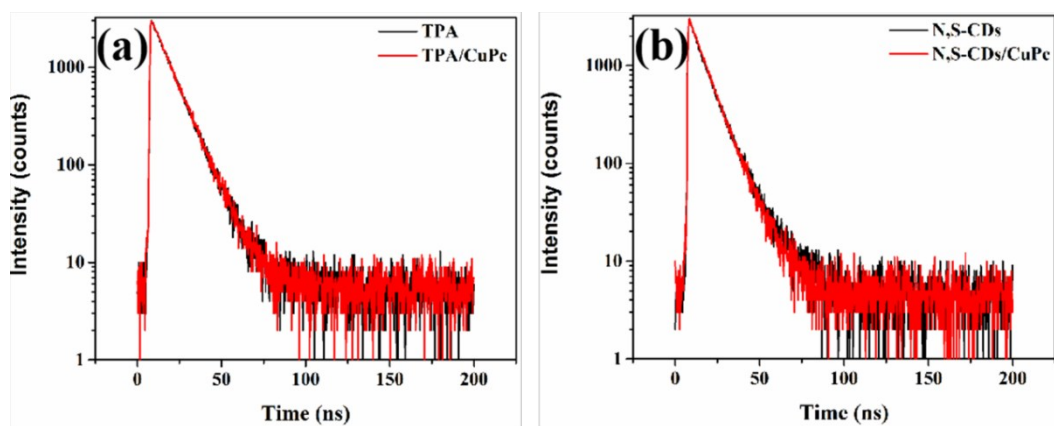 (a)
TPA
TPA/CuPc
1000
100
10
1
Intensity (counts)
0
50
100
150
200
Time (ns)
(b)
N,S-CDs
N,S-CDs/CuPc
1000
100
10
1
Intensity (counts)
0
50
100
150
200
Time (ns)